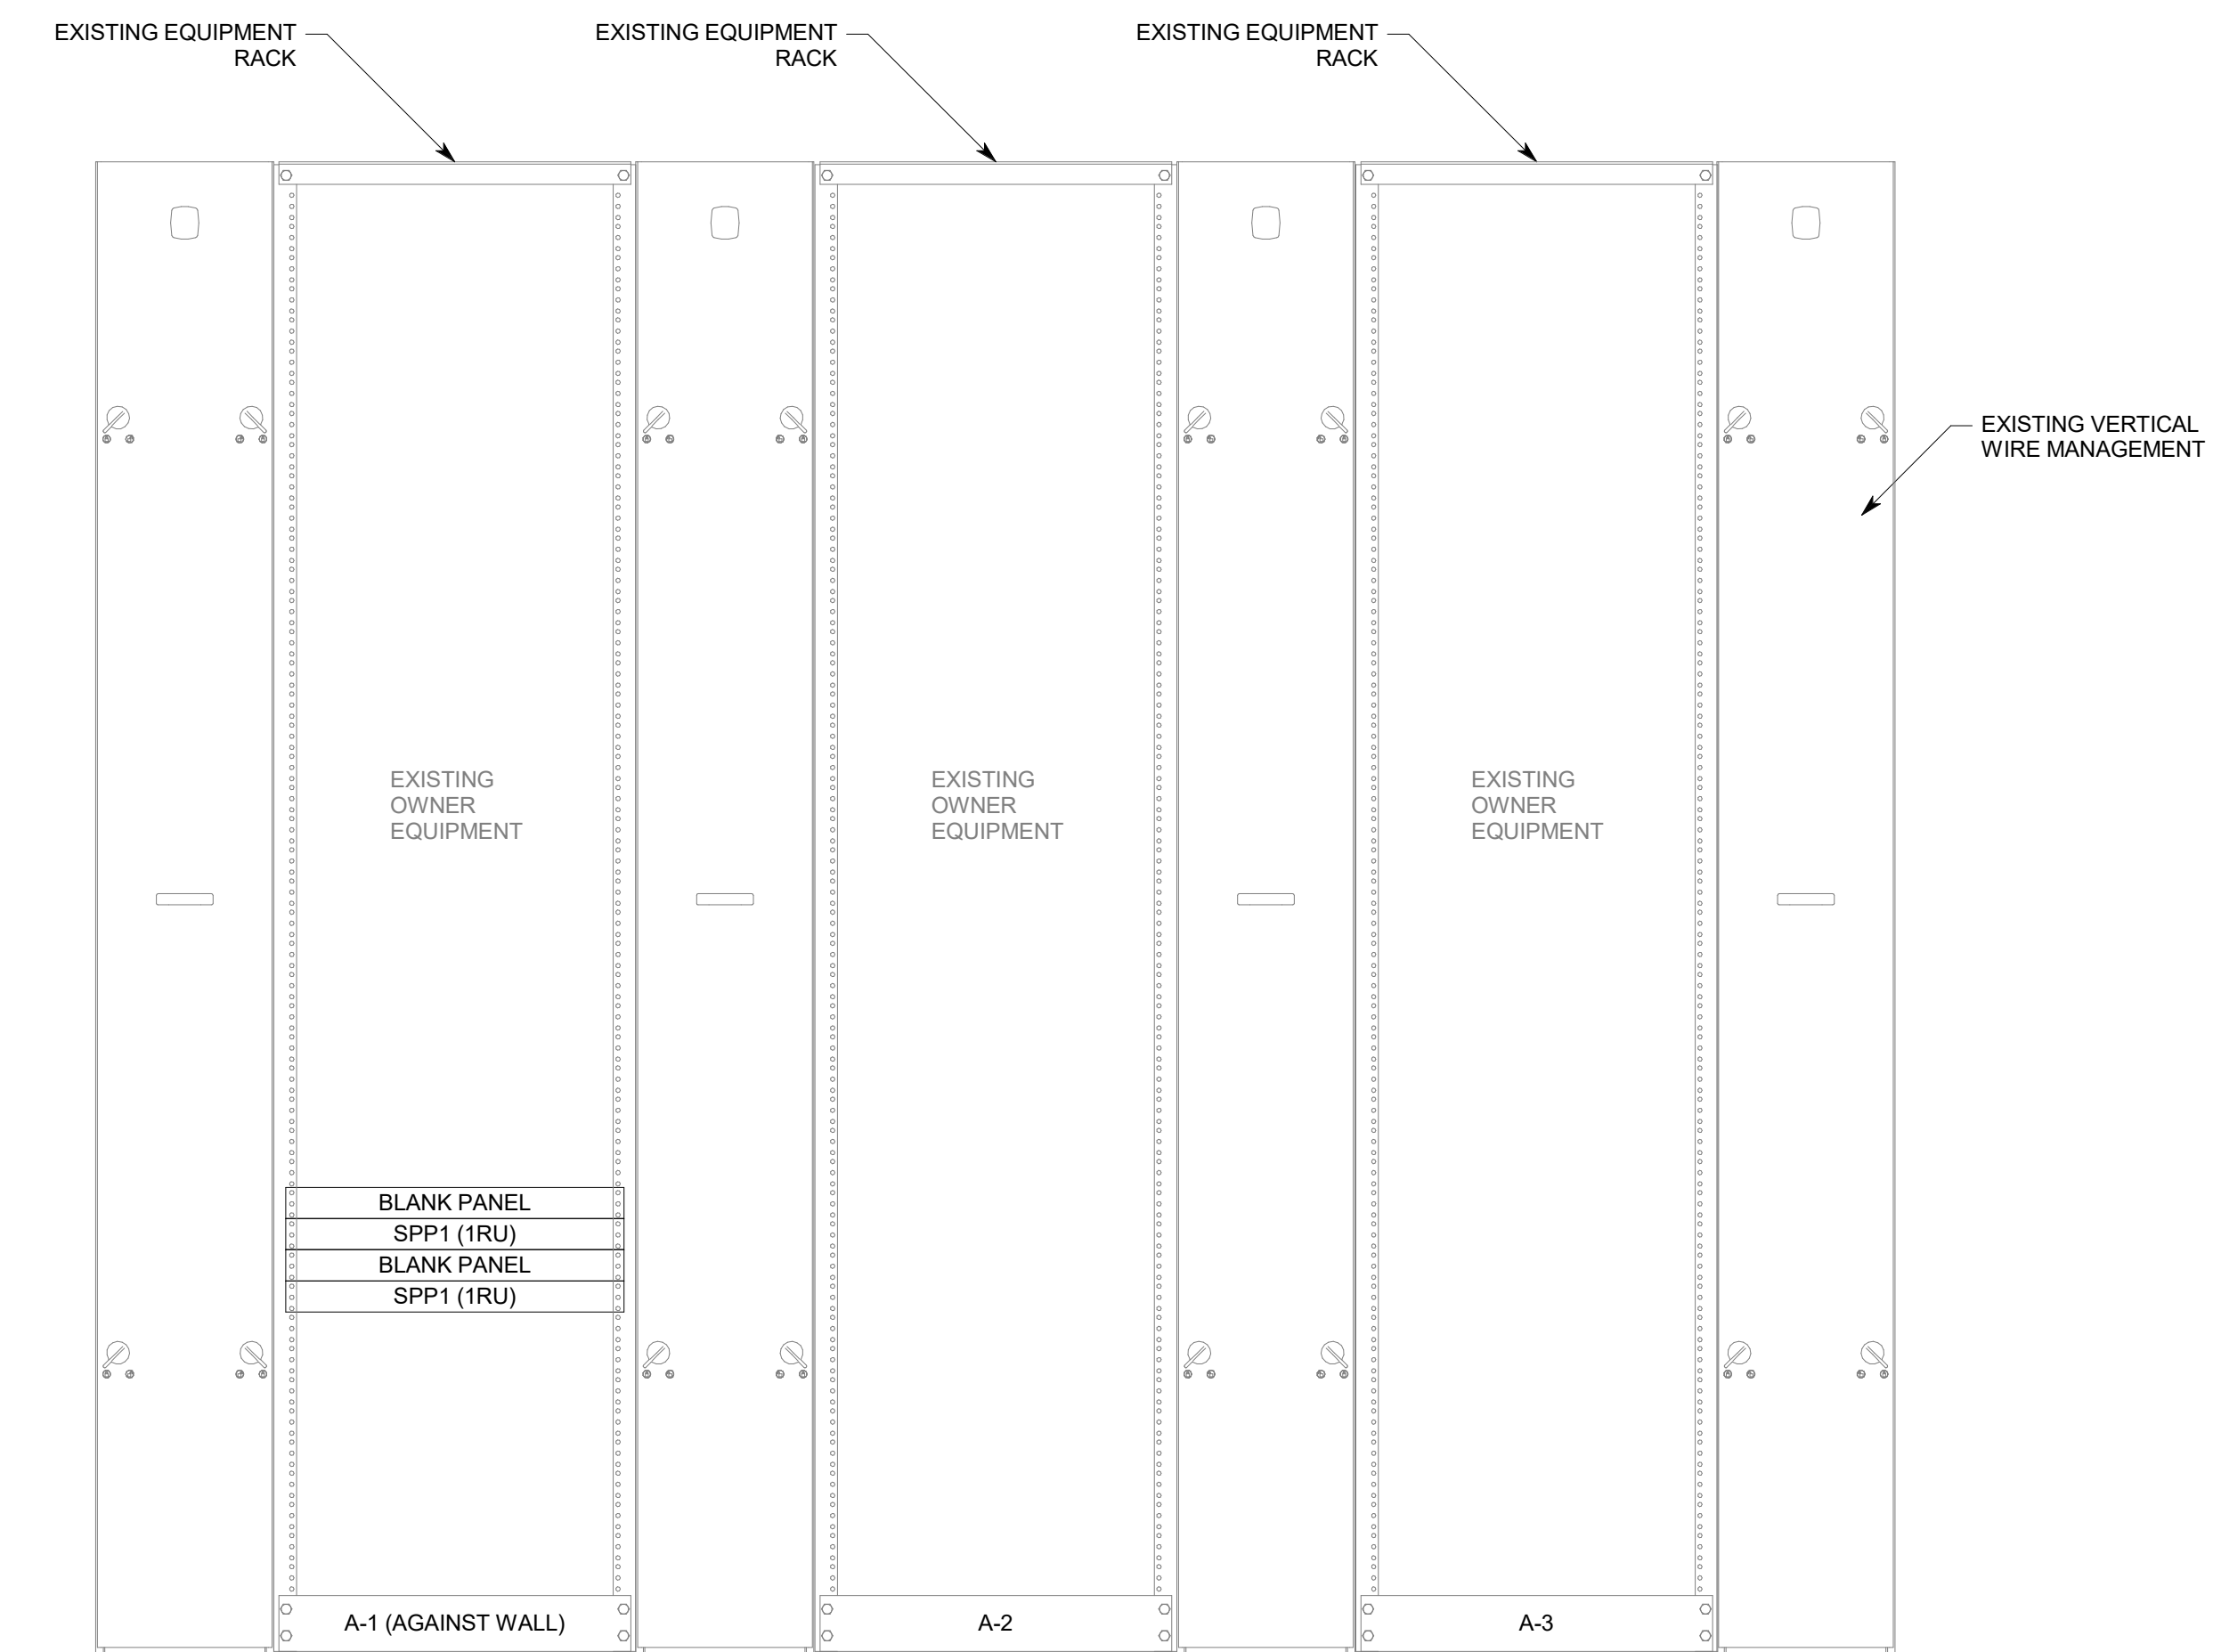 EXISTING EQUIPMENT
RACK
EXISTING EQUIPMENT
RACK
EXISTING EQUIPMENT
RACK
EXISTING VERTICAL
WIRE MANAGEMENT
EXISTING
OWNER
EQUIPMENT
EXISTING
OWNER
EQUIPMENT
EXISTING
OWNER
EQUIPMENT
BLANK PANEL
SPP1 (1RU)
BLANK PANEL
SPP1 (1RU)
A-1 (AGAINST WALL)
A-2
A-3